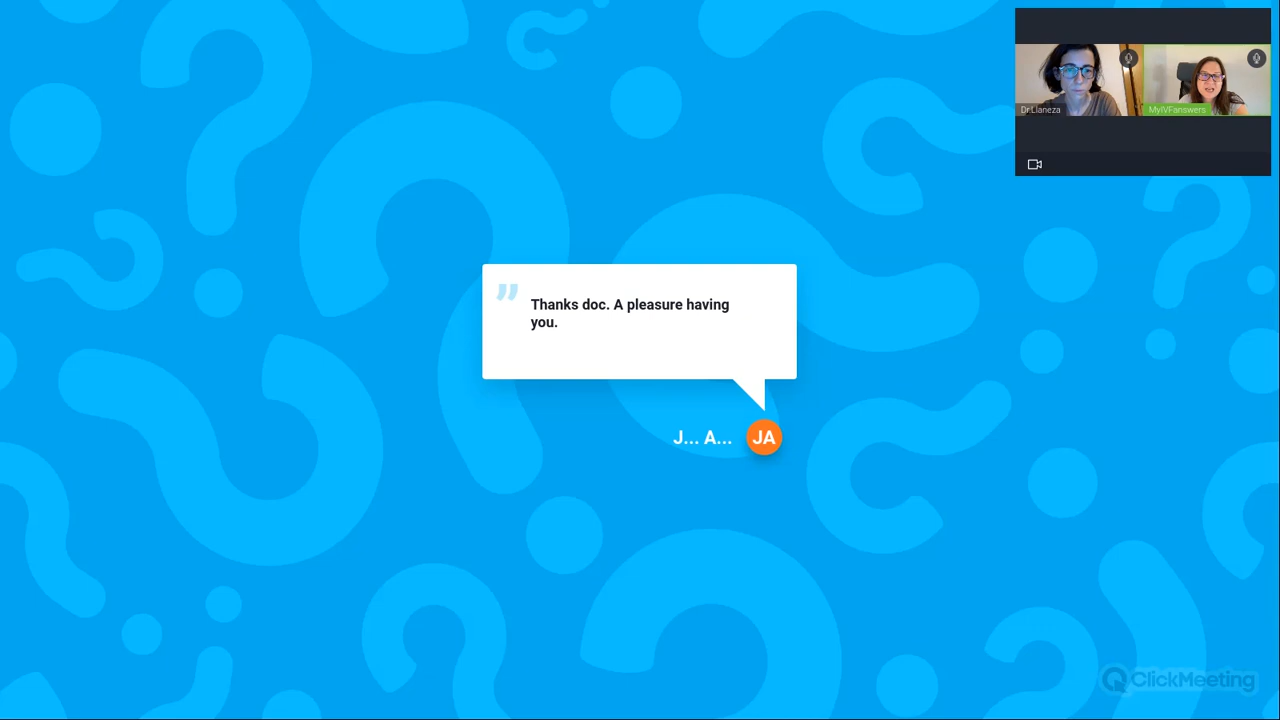 Dr.Llaneza
MyIVFanswers
Thanks doc. A pleasure having
you.
J... A...
JA
ClickMeeting